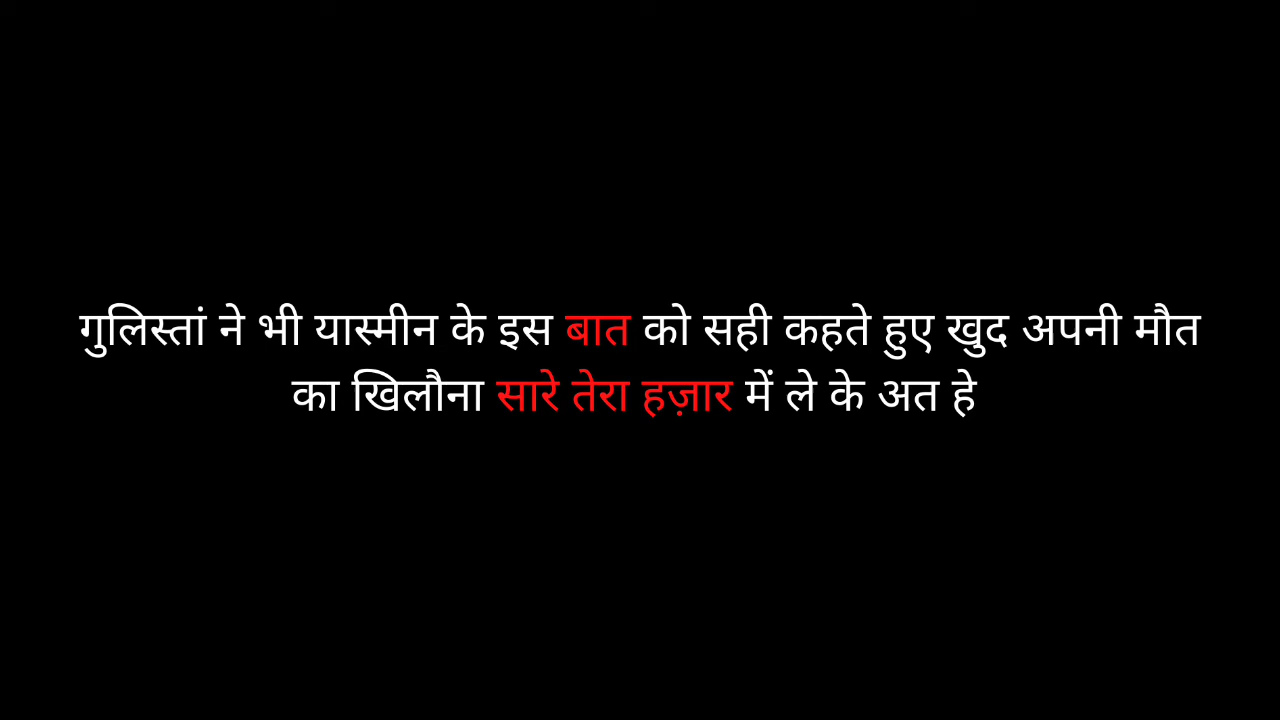 गुलिस्तां ने भी यास्मीन के इस बात को सही कहते हुए खुद अपनी मौत
का खिलौना सारे तेरा हज़ार में ले के अत हे